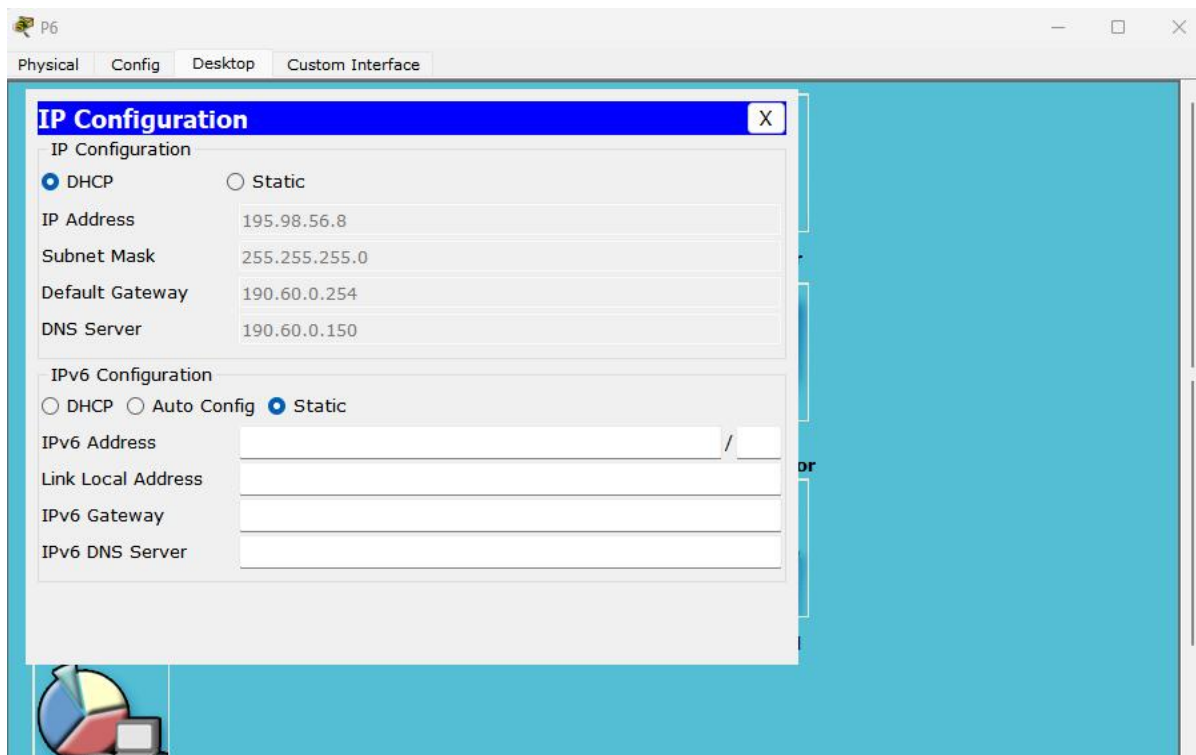 P6
Physical Config Desktop Custom Interface
IP Configuration X
IP Configuration
DHCP Static
IP Address 195.98.56.8
Subnet Mask 255.255.255.0
Default Gateway 190.60.0.254
DNS Server 190.60.0.150
IPv6 Configuration
DHCP Auto Config Static
IPv6 Address /
Link Local Address
IPv6 Gateway
IPv6 DNS Server